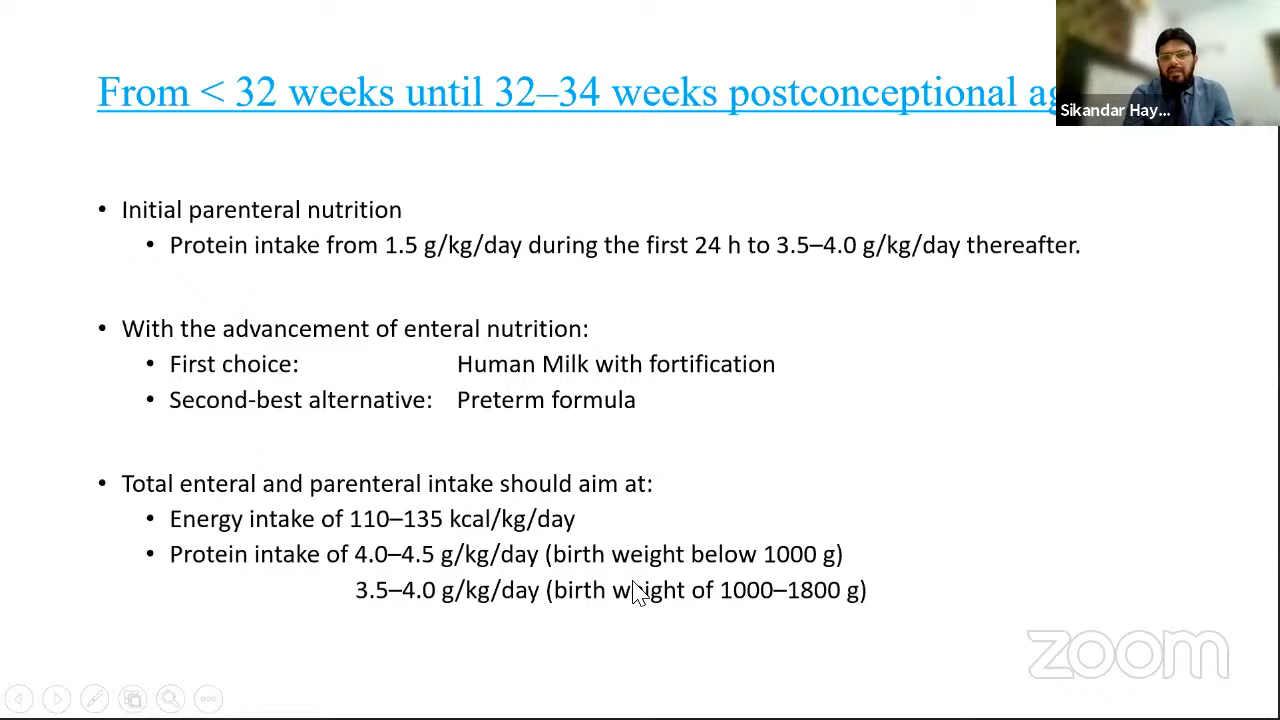 From < 32 weeks until 32–34 weeks postconceptional
Sikandar Hay...
• Initial parenteral nutrition
• Protein intake from 1.5 g/kg/day during the first 24 h to 3.5–4.0 g/kg/day thereafter.
• With the advancement of enteral nutrition:
• First choice: Human Milk with fortification
• Second-best alternative: Preterm formula
• Total enteral and parenteral intake should aim at:
• Energy intake of 110–135 kcal/kg/day
• Protein intake of 4.0–4.5 g/kg/day (birth weight below 1000 g)
3.5–4.0 g/kg/day (birth weight of 1000–1800 g)
zoom